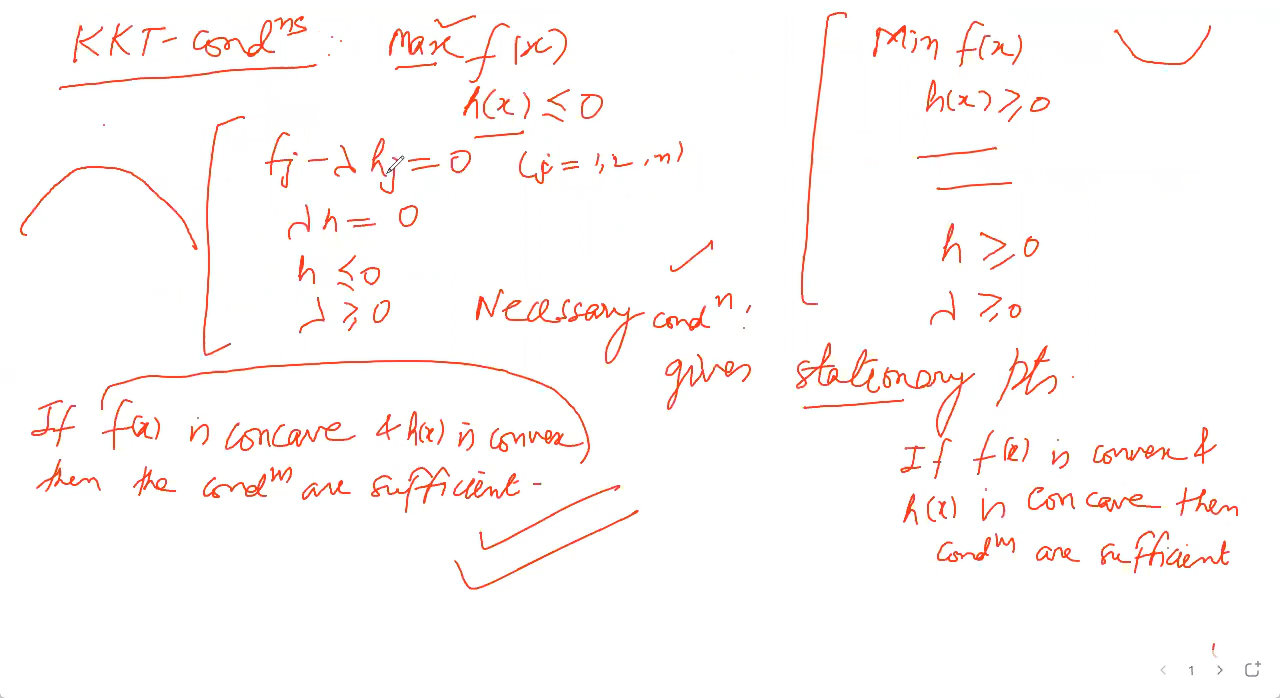 KKT-condⁿˢ : Max f(x)
h(x) ≤ 0
fj - λ hj = 0 (j = 1, 2, n)
λh = 0
h ≤ 0
λ ≥ 0
Necessary condⁿ :
gives stationary pts.
If f(x) is concave & h(x) is convex,
then the condⁿˢ are sufficient -
Min f(x)
h(x) ≥ 0
h ≥ 0
λ ≥ 0
If f(x) is convex &
h(x) is concave then
condⁿˢ are sufficient
1